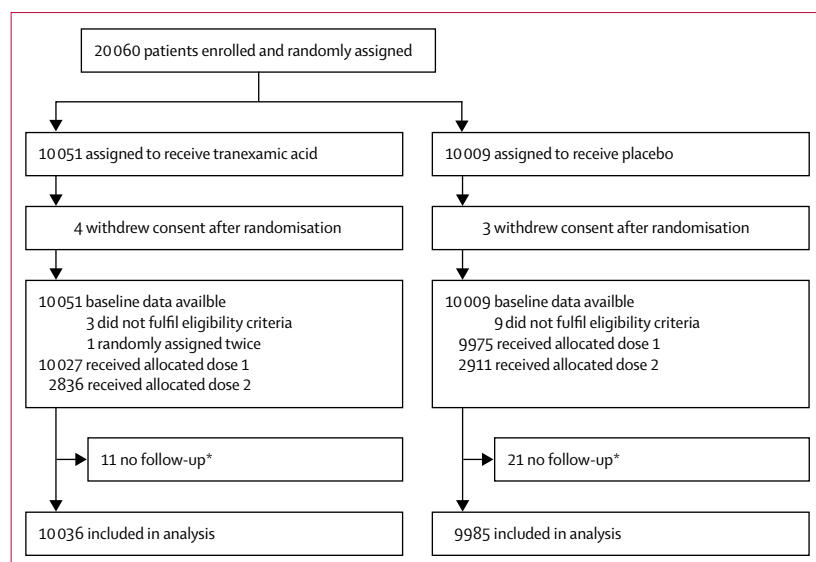 20 060 patients enrolled and randomly assigned
10 051 assigned to receive tranexamic acid
10 009 assigned to receive placebo
4 withdrew consent after randomisation
3 withdrew consent after randomisation
10 051 baseline data availble
3 did not fulfil eligibility criteria
1 randomly assigned twice
10 027 received allocated dose 1
2836 received allocated dose 2
10 009 baseline data availble
9 did not fulfil eligibility criteria
9975 received allocated dose 1
2911 received allocated dose 2
11 no follow-up*
21 no follow-up*
10 036 included in analysis
9985 included in analysis